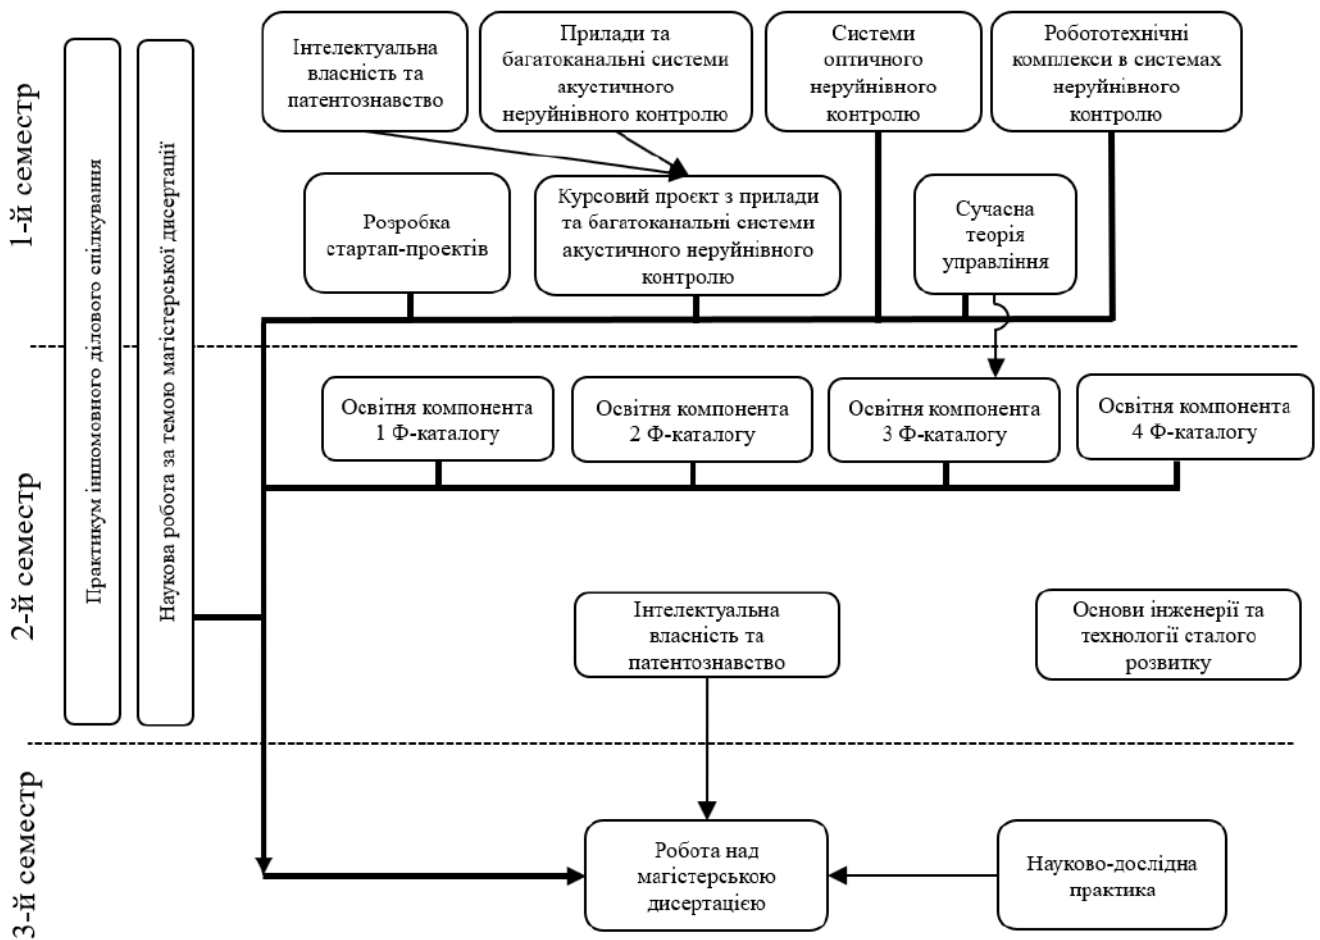 1-й семестр
Практикум іншомовного ділового спілкування
Наукова робота за темою магістерської дисертації
Інтелектуальна
власність та
патентознавство
Прилади та
багатоканальні системи
акустичного
неруйнівного контролю
Системи
оптичного
неруйнівного
контролю
Робототехнічні
комплекси в системах
неруйнівного
контролю
Розробка
стартап-проектів
Курсовий проєкт з прилади
та багатоканальні системи
акустичного неруйнівного
контролю
Сучасна
теорія
управління
2-й семестр
Освітня компонента
1 Ф-каталогу
Освітня компонента
2 Ф-каталогу
Освітня компонента
3 Ф-каталогу
Освітня компонента
4 Ф-каталогу
Інтелектуальна
власність та
патентознавство
Основи інженерії та
технології сталого
розвитку
3-й семестр
Робота над
магістерською
дисертацією
Науково-дослідна
практика